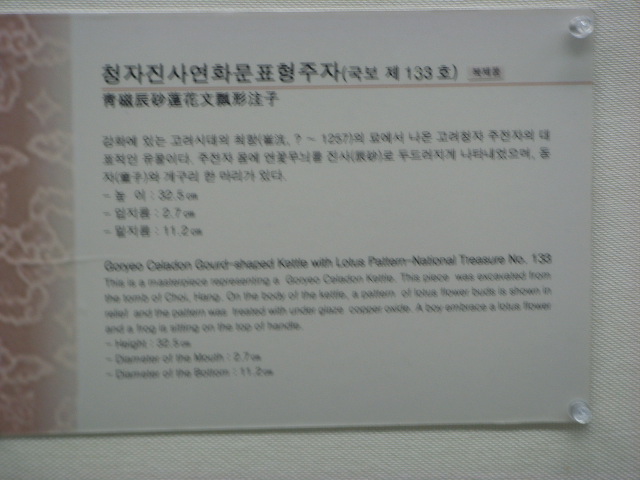 청자진사연화문표형주자(국보 제 133 호) 복제품
靑磁辰砂蓮花文瓢形注子
강화에 있는 고려시대의 최항(崔沆, ? ~ 1257)의 묘에서 나온 고려청자 주전자의 대
표적인 유물이다. 주전자 몸에 연꽃무늬를 진사(辰砂)로 두드러지게 나타내었으며, 동
자(童子)와 개구리 한 마리가 있다.
- 높 이 : 32.5㎝
- 입지름 : 2.7㎝
- 밑지름 : 11.2㎝
Goryeo Celadon Gourd-shaped Kettle with Lotus Pattern-National Treasure No. 133
This is a masterpiece representing a Goryeo Celadon Kettle. This piece was excavated from
the tomb of Choi, Hang. On the body of the kettle, a pattern of lotus flower buds is shown in
relief and the pattern was treated with under glaze copper oxide. A boy embrace a lotus flower
and a frog is sitting on the top of handle.
- Height : 32.5㎝
- Diameter of the Mouth : 2.7㎝
- Diameter of the Bottom : 11.2㎝